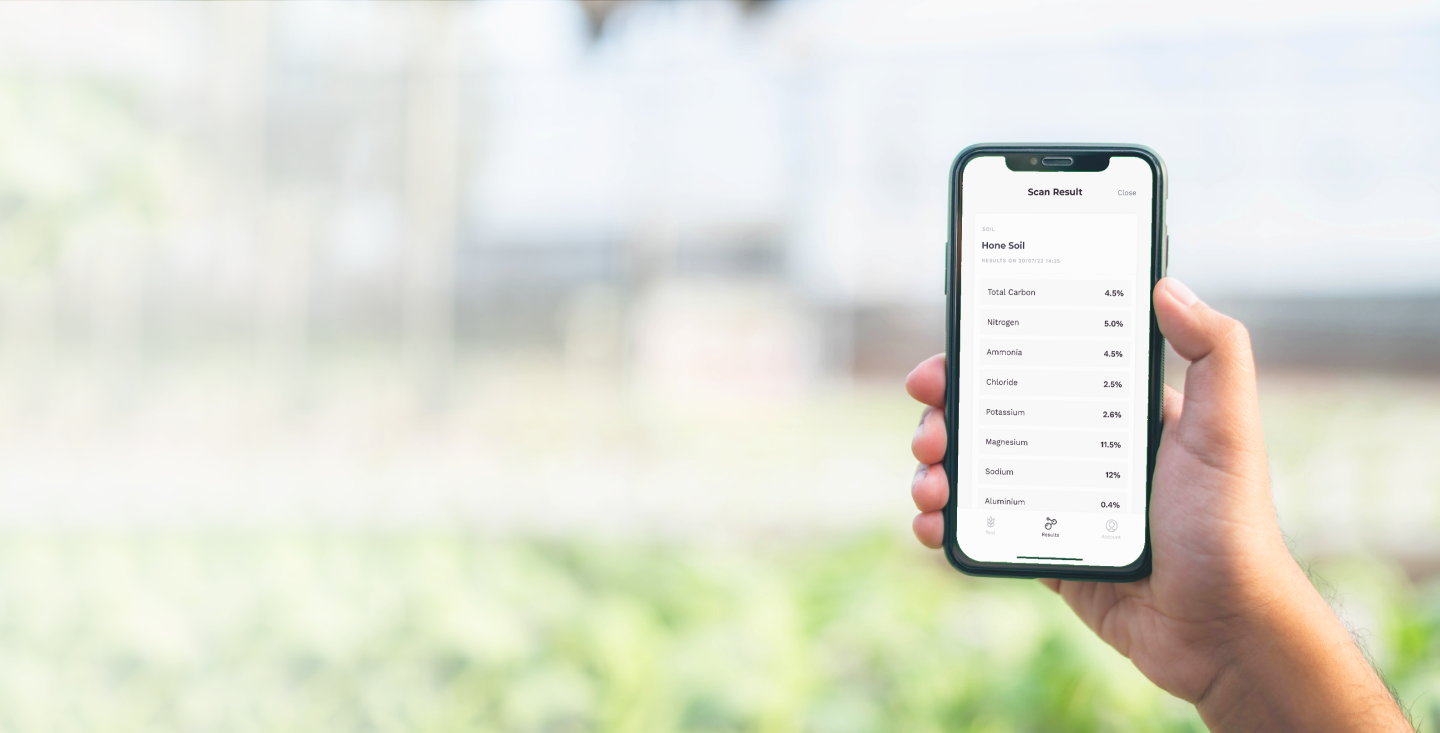 Scan Result Close
SOIL
Hone Soil
RESULTS ON 20/07/22 14:26
Total Carbon 4.5%
Nitrogen 5.0%
Ammonia 4.5%
Chloride 2.5%
Potassium 2.6%
Magnesium 11.5%
Sodium 12%
Aluminium 0.4%
Test Results Account